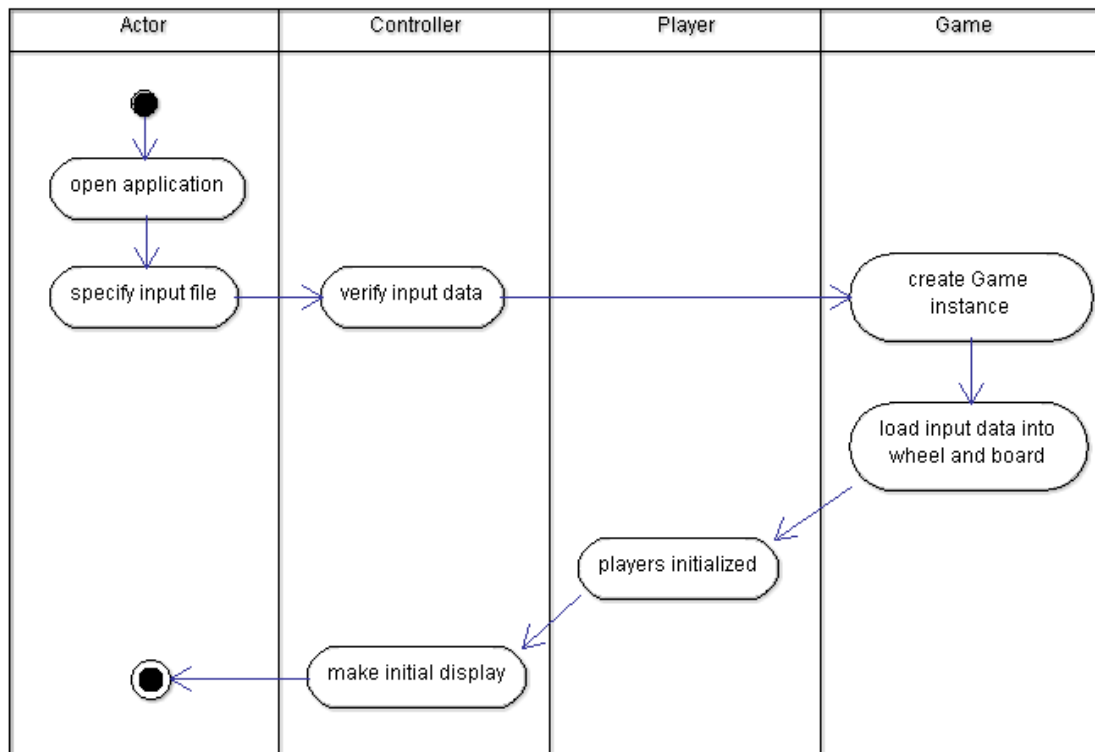 Actor
Controller
Player
Game
open application
specify input file
verify input data
create Game
instance
load input data into
wheel and board
players initialized
make initial display